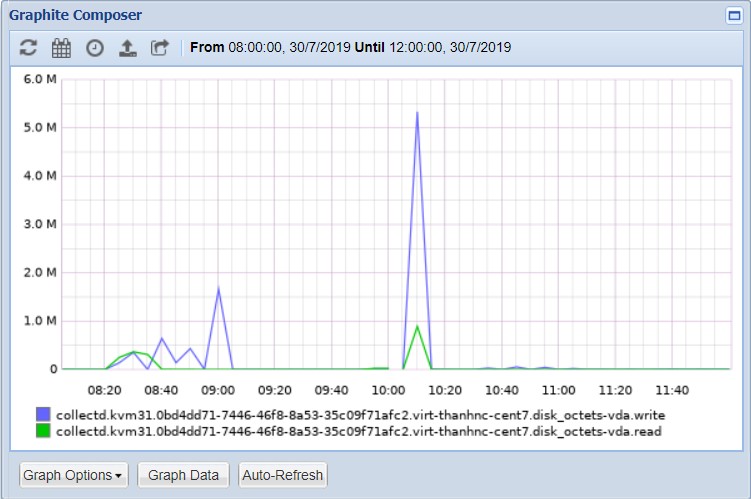 Graphite Composer
From 08:00:00, 30/7/2019 Until 12:00:00, 30/7/2019
6.0 M
5.0 M
4.0 M
3.0 M
2.0 M
1.0 M
0
08:20 08:40 09:00 09:20 09:40 10:00 10:20 10:40 11:00 11:20 11:40
collectd.kvm31.0bd4dd71-7446-46f8-8a53-35c09f71afc2.virt-thanhnc-cent7.disk_octets-vda.write
collectd.kvm31.0bd4dd71-7446-46f8-8a53-35c09f71afc2.virt-thanhnc-cent7.disk_octets-vda.read
Graph Options Graph Data Auto-Refresh